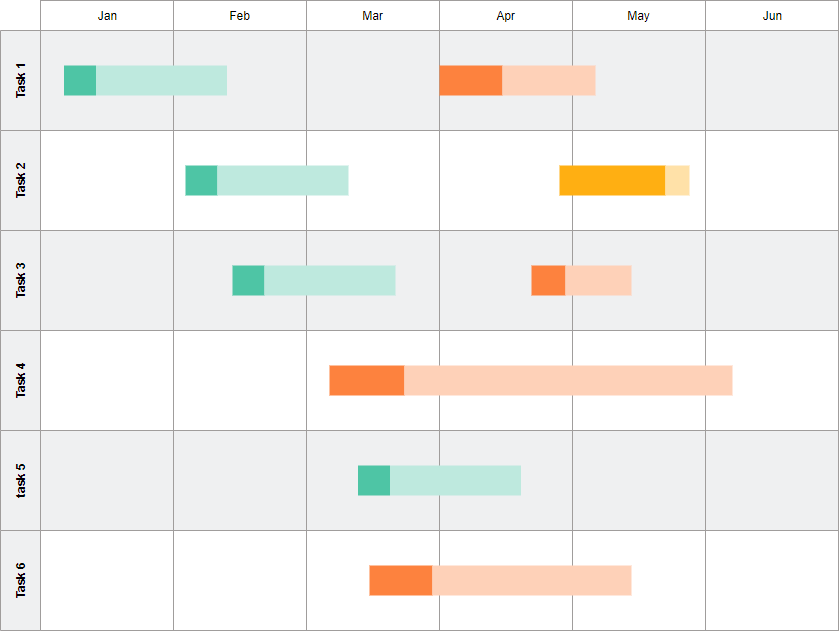 Jan Feb Mar Apr May Jun
Task 1
Task 2
Task 3
Task 4
task 5
Task 6